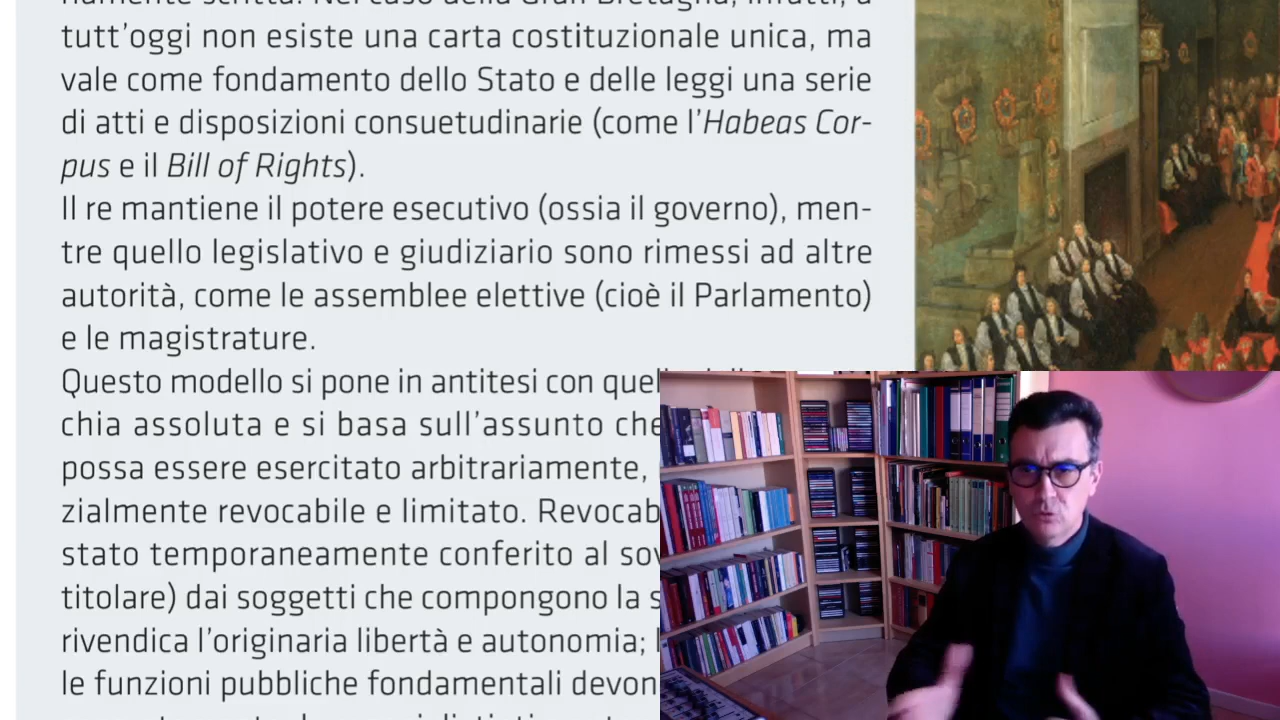 tutt'oggi non esiste una carta costituzionale unica, ma
vale come fondamento dello Stato e delle leggi una serie
di atti e disposizioni consuetudinarie (come l'Habeas Cor-
pus e il Bill of Rights).
Il re mantiene il potere esecutivo (ossia il governo), men-
tre quello legislativo e giudiziario sono rimessi ad altre
autorità, come le assemblee elettive (cioè il Parlamento)
e le magistrature.
Questo modello si pone in antitesi con
chia assoluta e si basa sull'assunto che
possa essere esercitato arbitrariamente,
zialmente revocabile e limitato. Revocab
stato temporaneamente conferito al sov
titolare) dai soggetti che compongono la s
rivendica l'originaria libertà e autonomia;
le funzioni pubbliche fondamentali devon